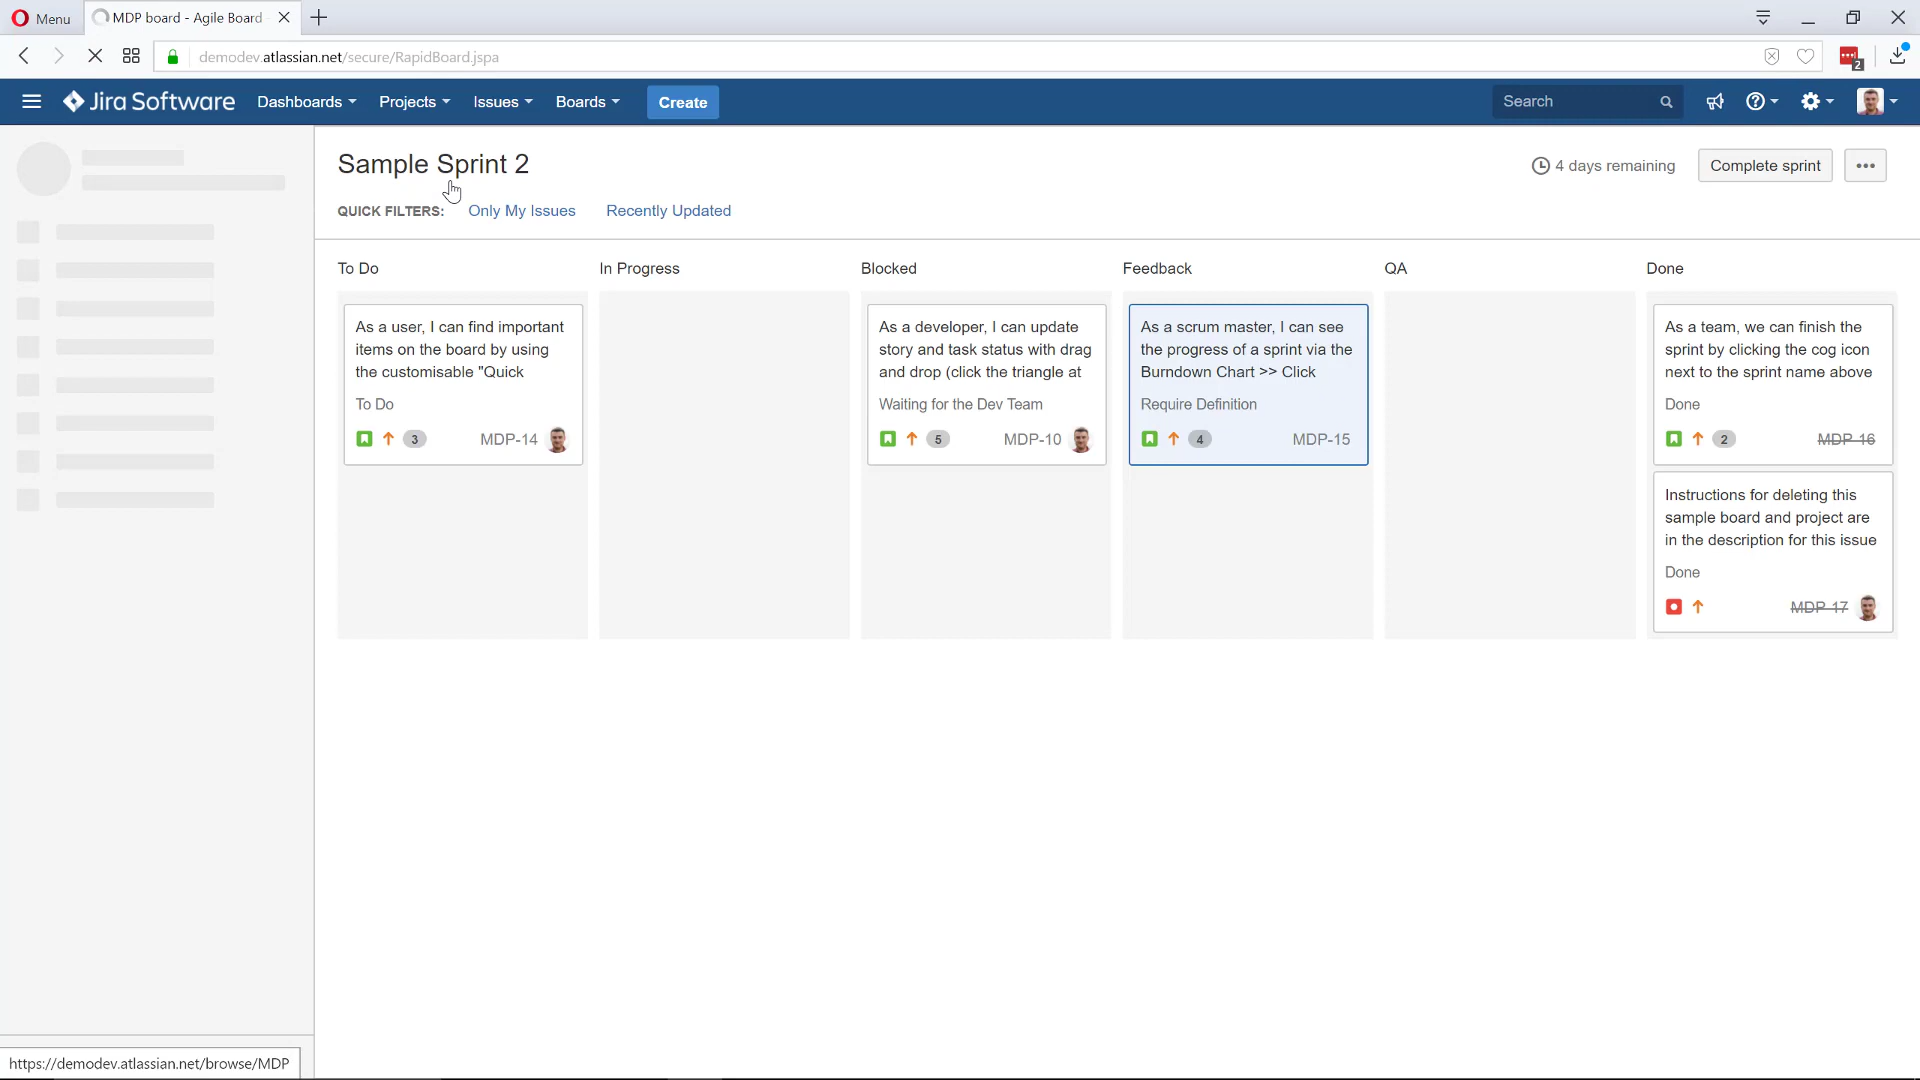 Menu
MDP board - Agile Board
demodev.atlassian.net/secure/RapidBoard.jspa
2
Jira Software
Dashboards
Projects
Issues
Boards
Create
Search
Sample Sprint 2
4 days remaining
Complete sprint
QUICK FILTERS:
Only My Issues
Recently Updated
To Do
In Progress
Blocked
Feedback
QA
Done
As a user, I can find important
items on the board by using
the customisable "Quick
To Do
3
MDP-14
As a developer, I can update
story and task status with drag
and drop (click the triangle at
Waiting for the Dev Team
5
MDP-10
As a scrum master, I can see
the progress of a sprint via the
Burndown Chart >> Click
Require Definition
4
MDP-15
As a team, we can finish the
sprint by clicking the cog icon
next to the sprint name above
Done
2
MDP-16
Instructions for deleting this
sample board and project are
in the description for this issue
Done
MDP-17
https://demodev.atlassian.net/browse/MDP